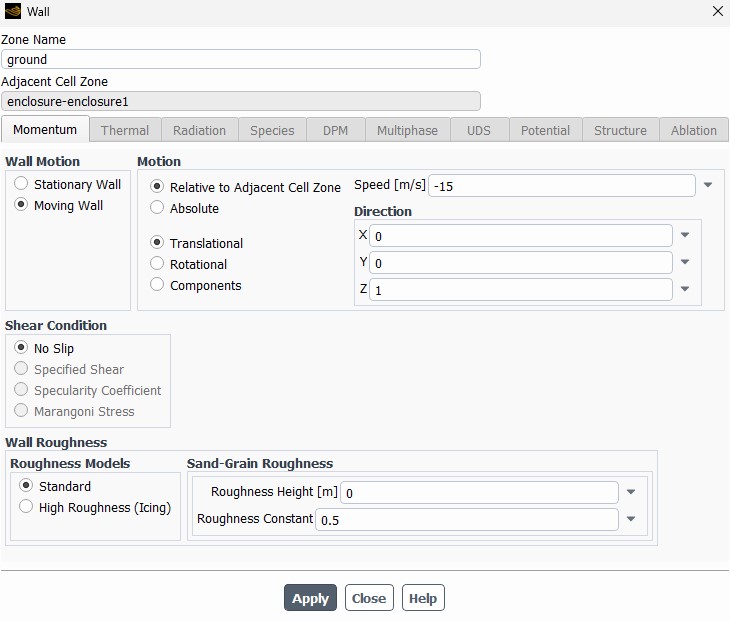 Wall
Zone Name
ground
Adjacent Cell Zone
enclosure-enclosure1
Momentum Thermal Radiation Species DPM Multiphase UDS Potential Structure Ablation
Wall Motion Motion
Stationary Wall Relative to Adjacent Cell Zone Speed [m/s] -15
Moving Wall Absolute Direction
X 0
Translational
Y 0
Rotational
Components Z 1
Shear Condition
No Slip
Specified Shear
Specularity Coefficient
Marangoni Stress
Wall Roughness
Roughness Models Sand-Grain Roughness
Standard Roughness Height [m] 0
High Roughness (Icing) Roughness Constant 0.5
Apply Close Help